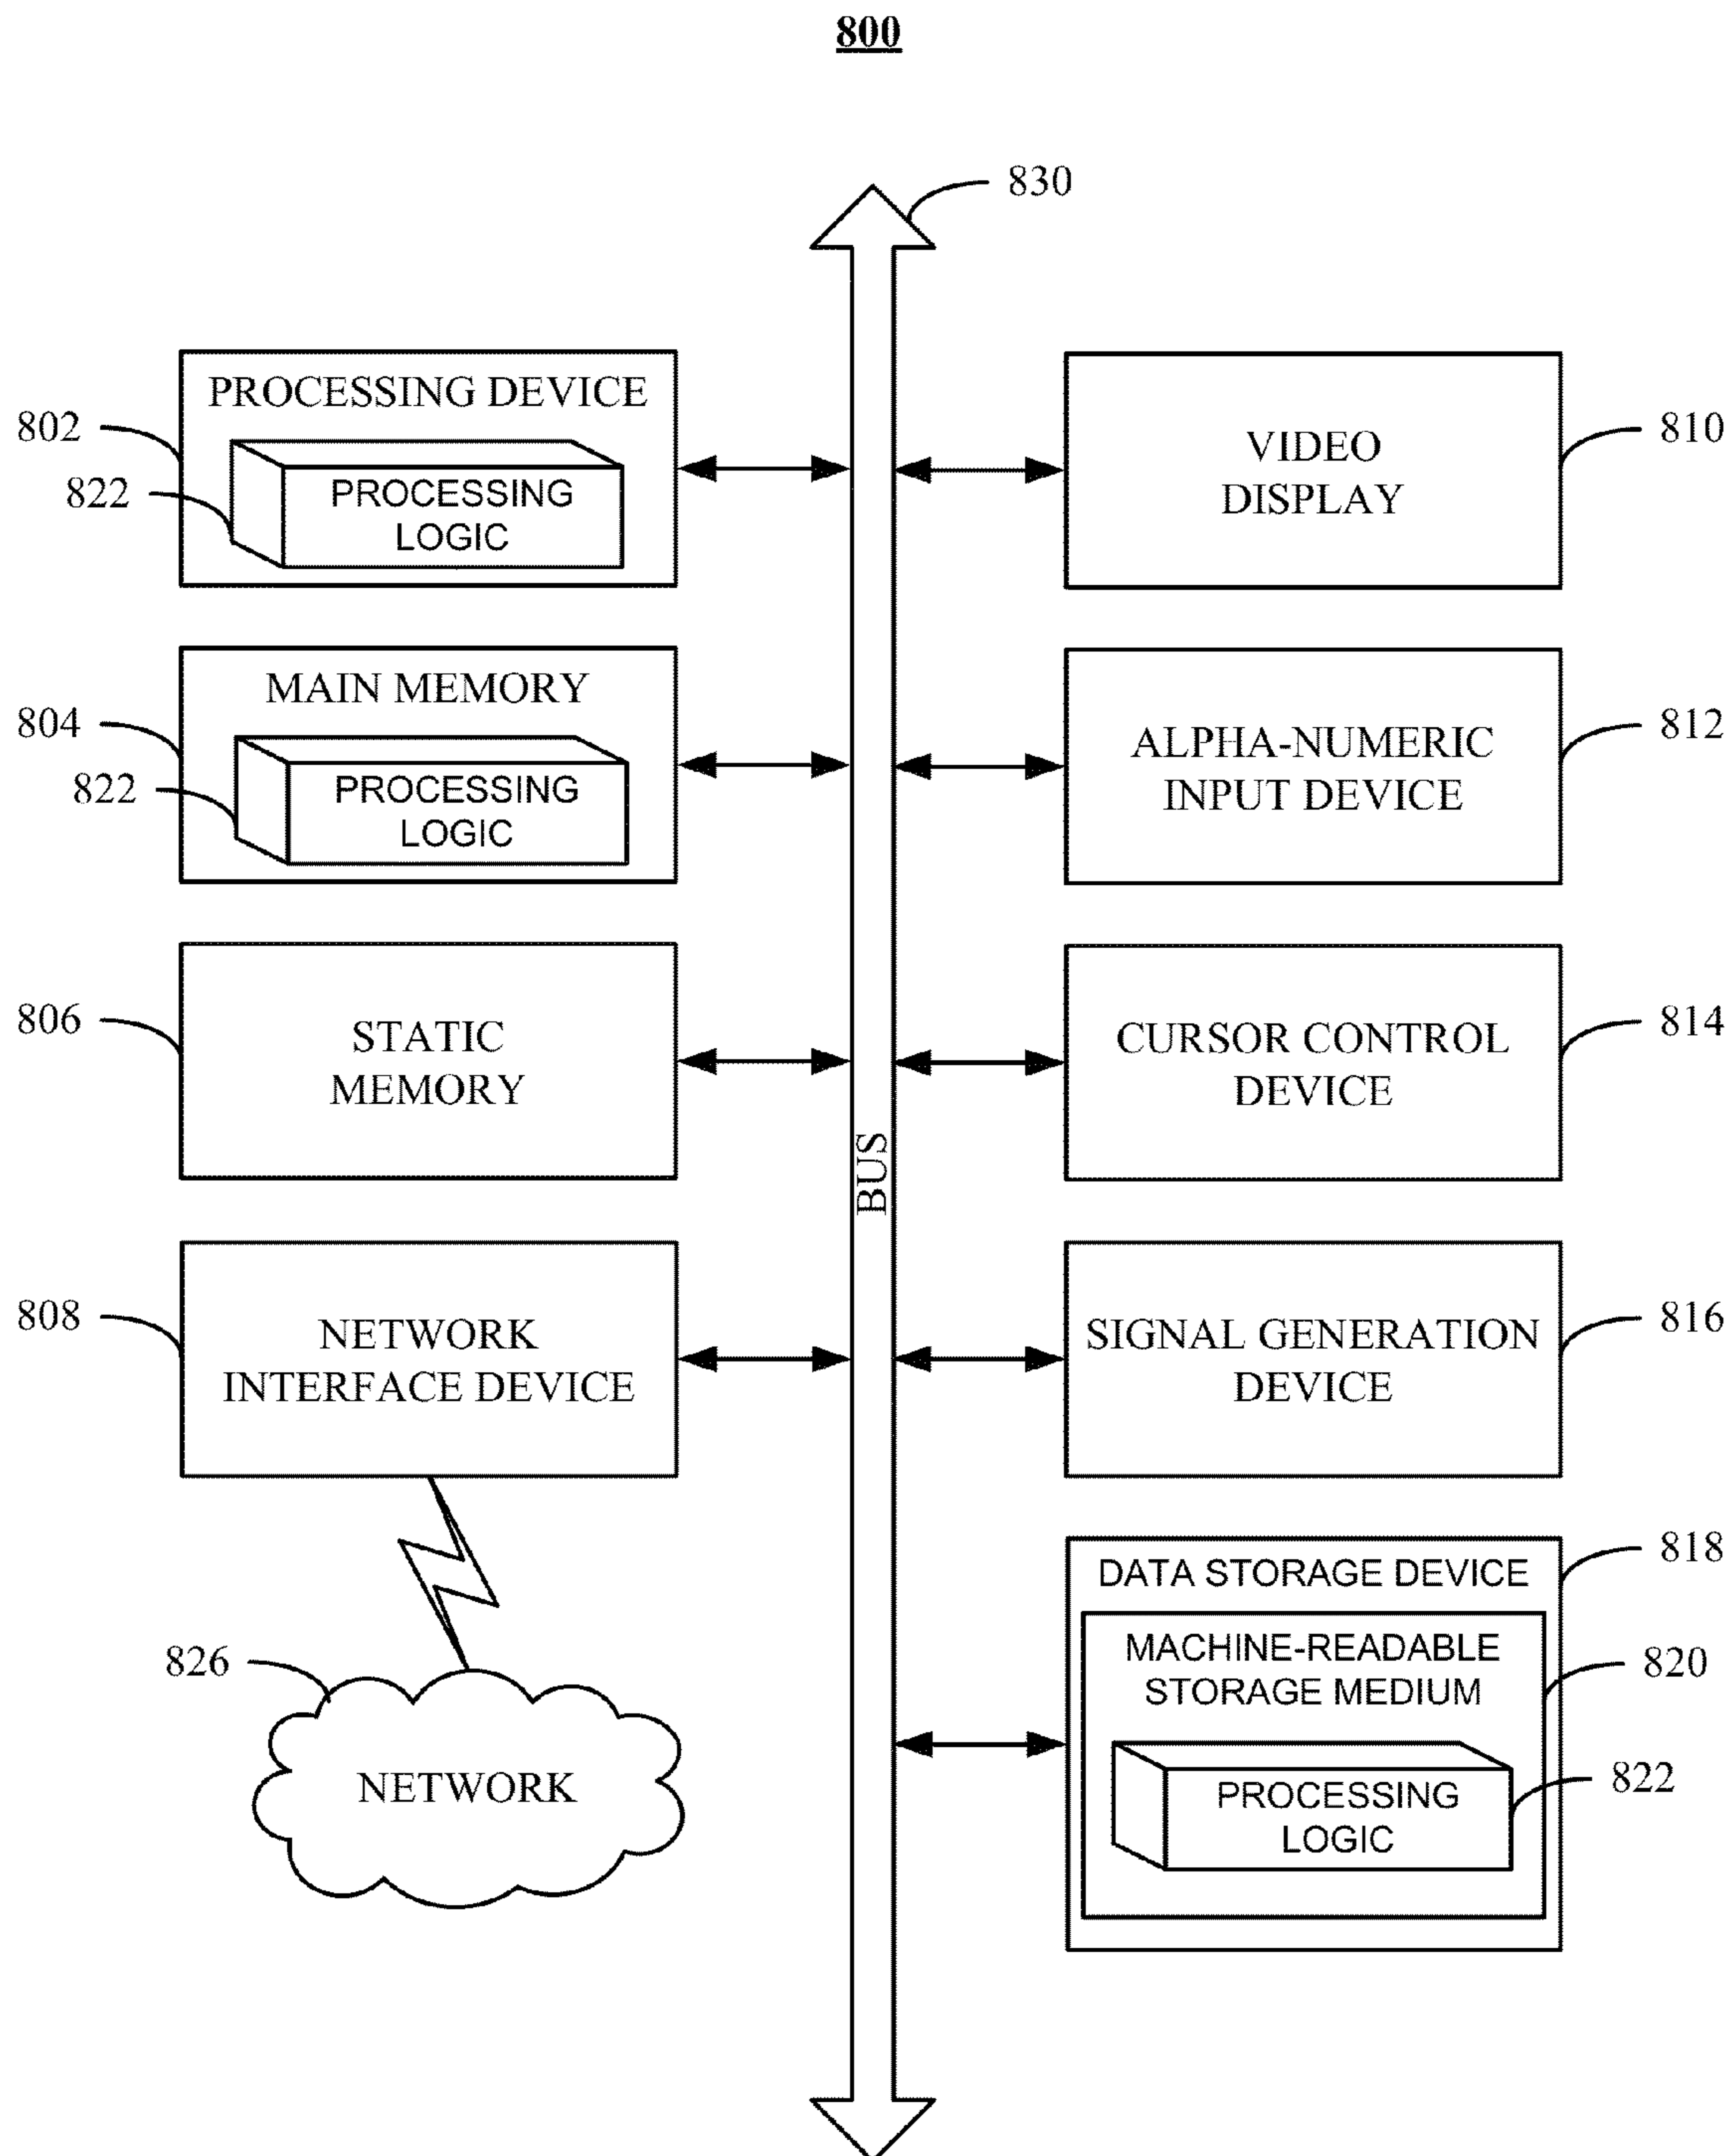 800
830
PROCESSING DEVICE
802
822
PROCESSING
LOGIC
MAIN MEMORY
804
822
PROCESSING
LOGIC
806
STATIC
MEMORY
808
NETWORK
INTERFACE DEVICE
826
NETWORK
BUS
VIDEO
DISPLAY
810
ALPHA-NUMERIC
INPUT DEVICE
812
CURSOR CONTROL
DEVICE
814
SIGNAL GENERATION
DEVICE
816
818
DATA STORAGE DEVICE
MACHINE-READABLE
STORAGE MEDIUM
820
PROCESSING
LOGIC
822